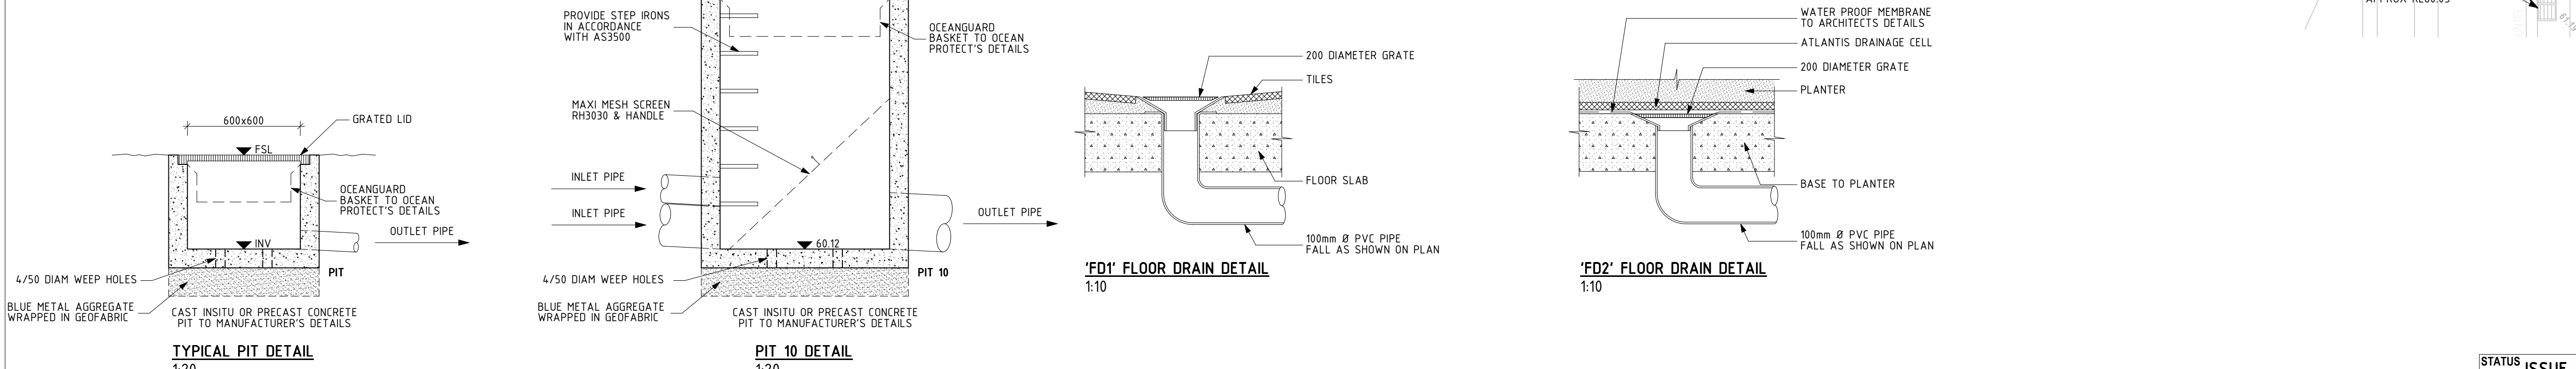 600x600
GRATED LID
FSL
OCEANGUARD
BASKET TO OCEAN
PROTECT'S DETAILS
OUTLET PIPE
INV
4/50 DIAM WEEP HOLES
PIT
BLUE METAL AGGREGATE
WRAPPED IN GEOFABRIC
CAST INSITU OR PRECAST CONCRETE
PIT TO MANUFACTURER'S DETAILS
TYPICAL PIT DETAIL
1:20
PROVIDE STEP IRONS
IN ACCORDANCE
WITH AS3500
OCEANGUARD
BASKET TO OCEAN
PROTECT'S DETAILS
MAXI MESH SCREEN
RH3030 & HANDLE
INLET PIPE
INLET PIPE
OUTLET PIPE
60.12
4/50 DIAM WEEP HOLES
PIT 10
BLUE METAL AGGREGATE
WRAPPED IN GEOFABRIC
CAST INSITU OR PRECAST CONCRETE
PIT TO MANUFACTURER'S DETAILS
PIT 10 DETAIL
1:20
200 DIAMETER GRATE
TILES
FLOOR SLAB
100mm Ø PVC PIPE
FALL AS SHOWN ON PLAN
'FD1' FLOOR DRAIN DETAIL
1:10
WATER PROOF MEMBRANE
TO ARCHITECTS DETAILS
ATLANTIS DRAINAGE CELL
200 DIAMETER GRATE
PLANTER
BASE TO PLANTER
100mm Ø PVC PIPE
FALL AS SHOWN ON PLAN
'FD2' FLOOR DRAIN DETAIL
1:10
STATUS
ISSUE